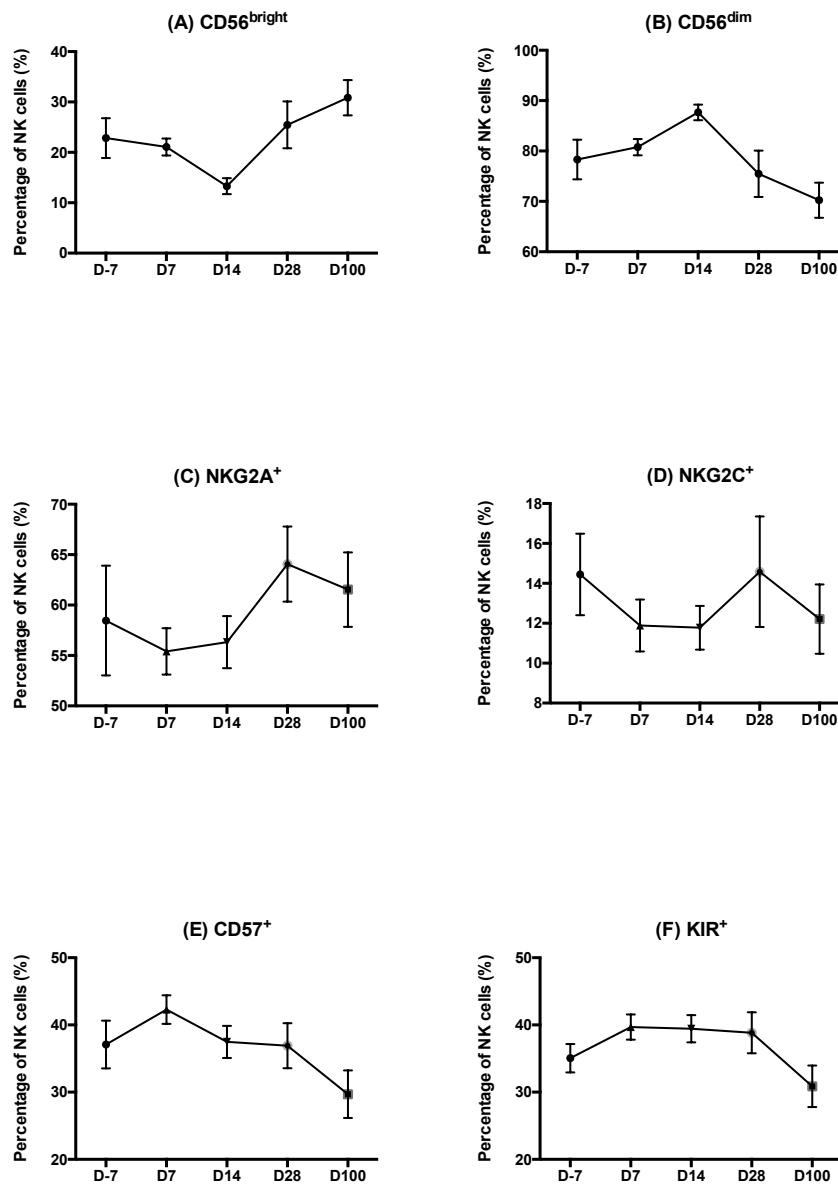 (A) CD56bright
Percentage of NK cells (%)
40
30
20
10
0
D-7 D7 D14 D28 D100
(B) CD56dim
Percentage of NK cells (%)
100
90
80
70
60
D-7 D7 D14 D28 D100
(C) NKG2A+
Percentage of NK cells (%)
70
65
60
55
50
D-7 D7 D14 D28 D100
(D) NKG2C+
Percentage of NK cells (%)
18
16
14
12
10
8
D-7 D7 D14 D28 D100
(E) CD57+
Percentage of NK cells (%)
50
40
30
20
D-7 D7 D14 D28 D100
(F) KIR+
Percentage of NK cells (%)
50
40
30
20
D-7 D7 D14 D28 D100